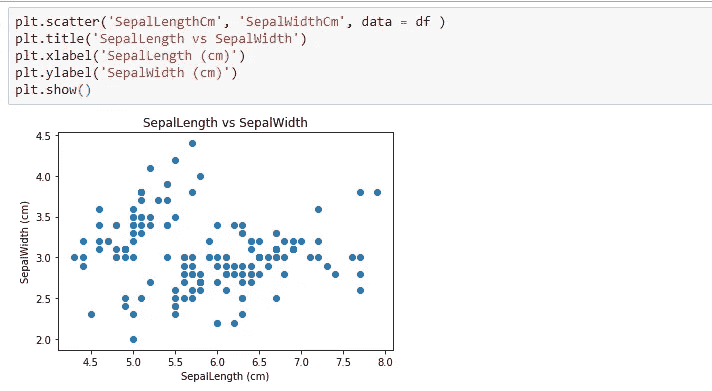 plt.scatter('SepalLengthCm', 'SepalWidthCm', data = df )
plt.title('SepalLength vs SepalWidth')
plt.xlabel('SepalLength (cm)')
plt.ylabel('SepalWidth (cm)')
plt.show()
SepalLength vs SepalWidth
4.5
4.0
3.5
3.0
2.5
2.0
SepalWidth (cm)
4.5 5.0 5.5 6.0 6.5 7.0 7.5 8.0
SepalLength (cm)